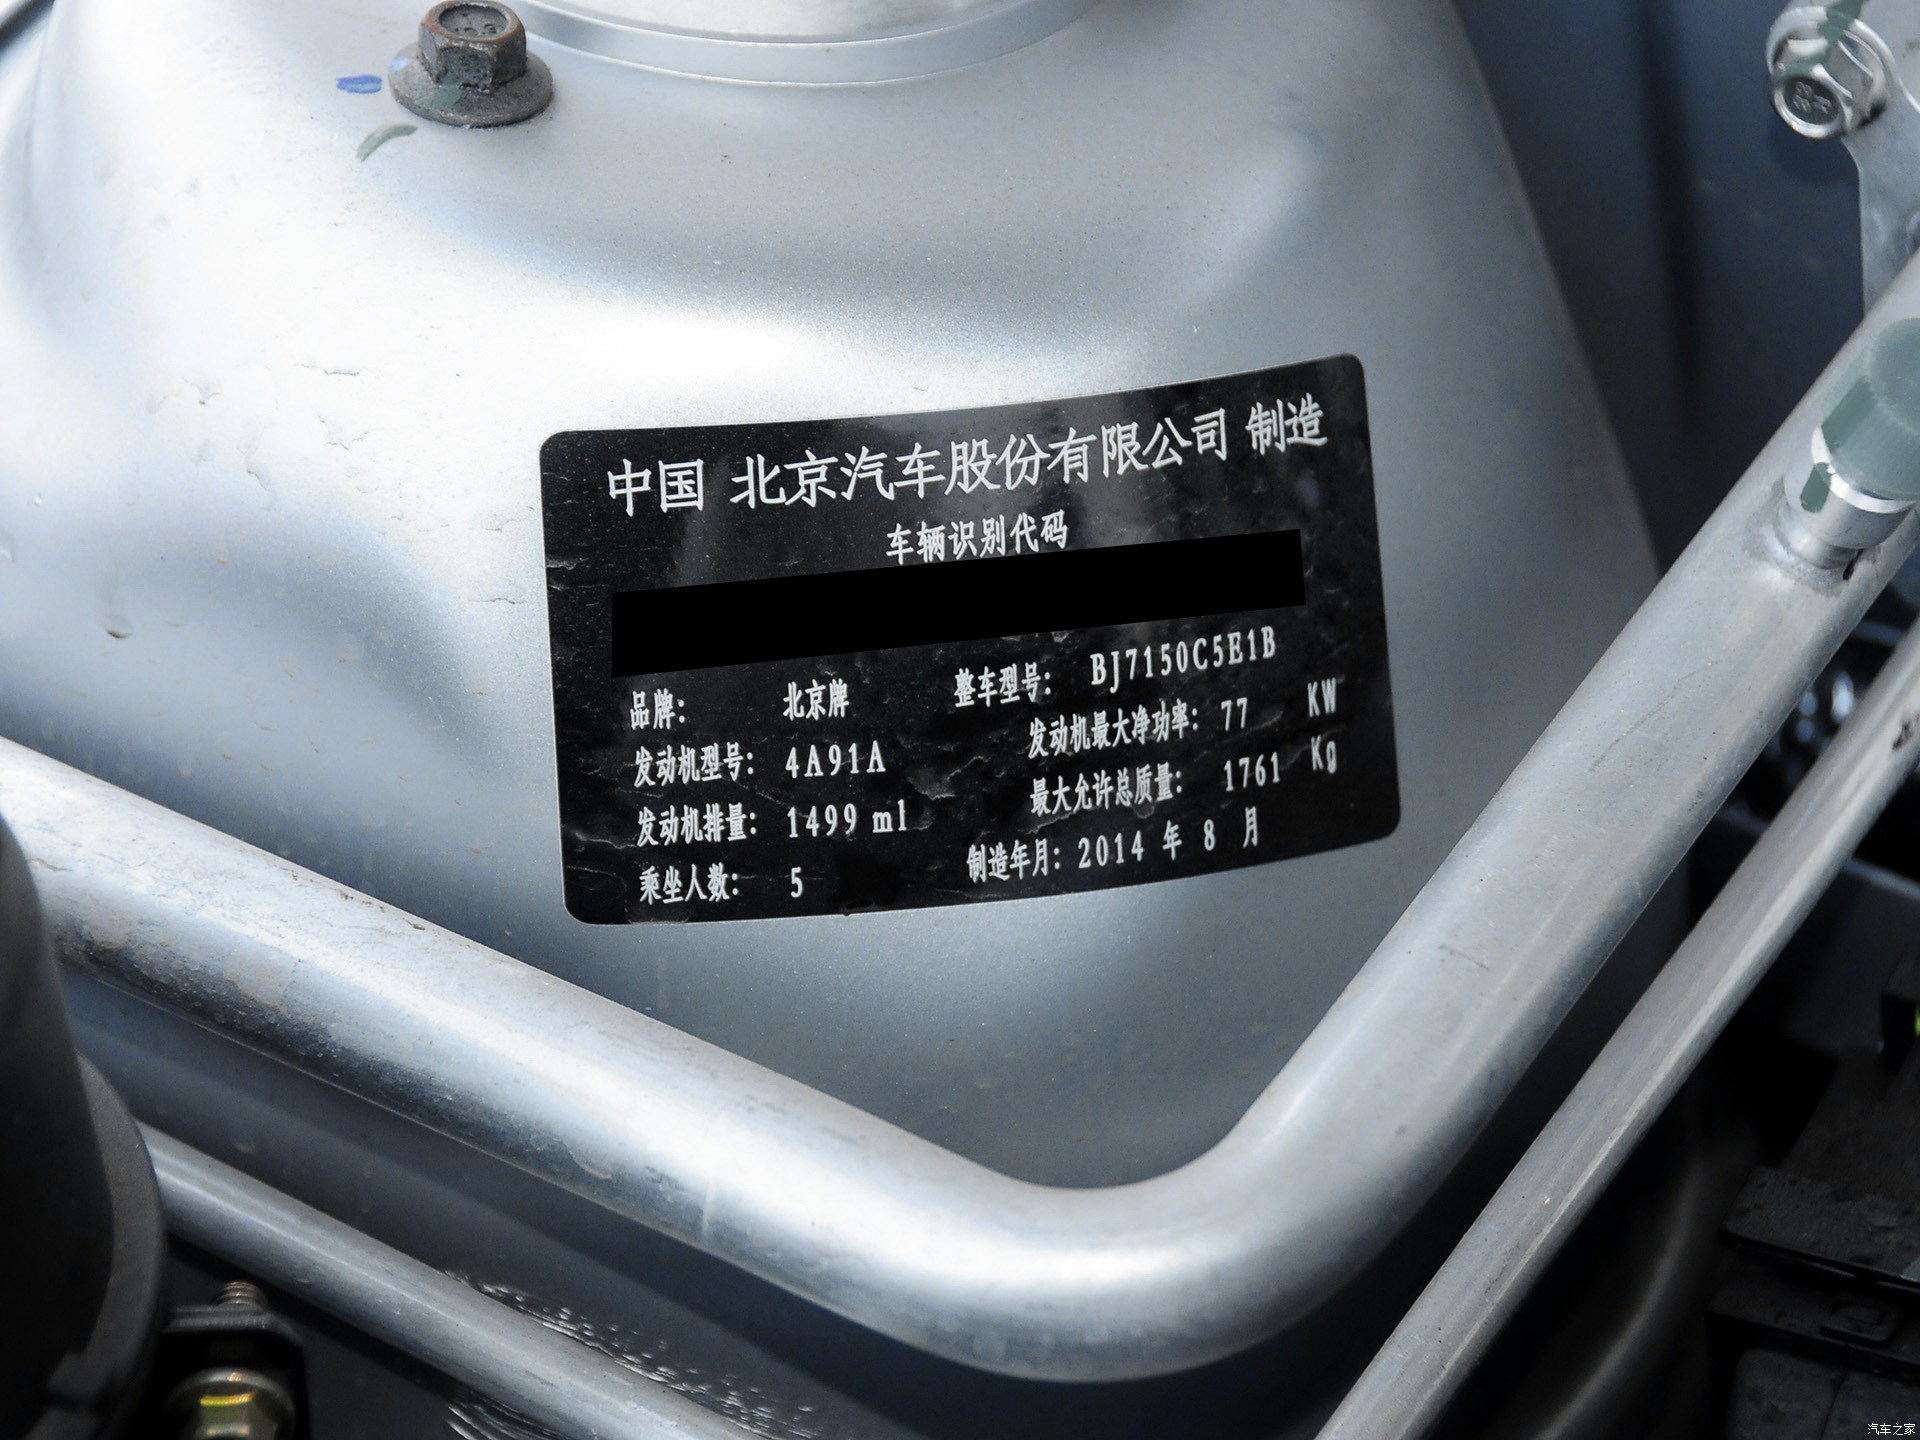 中国 北京汽车股份有限公司 制造
车辆识别代码
品牌: 北京牌 整车型号: BJ7150C5E1B
发动机型号: 4A91A 发动机最大净功率: 77 KW
发动机排量: 1499 ml 最大允许总质量: 1761 Kg
乘坐人数: 5 制造年月: 2014 年 8 月
汽车之家